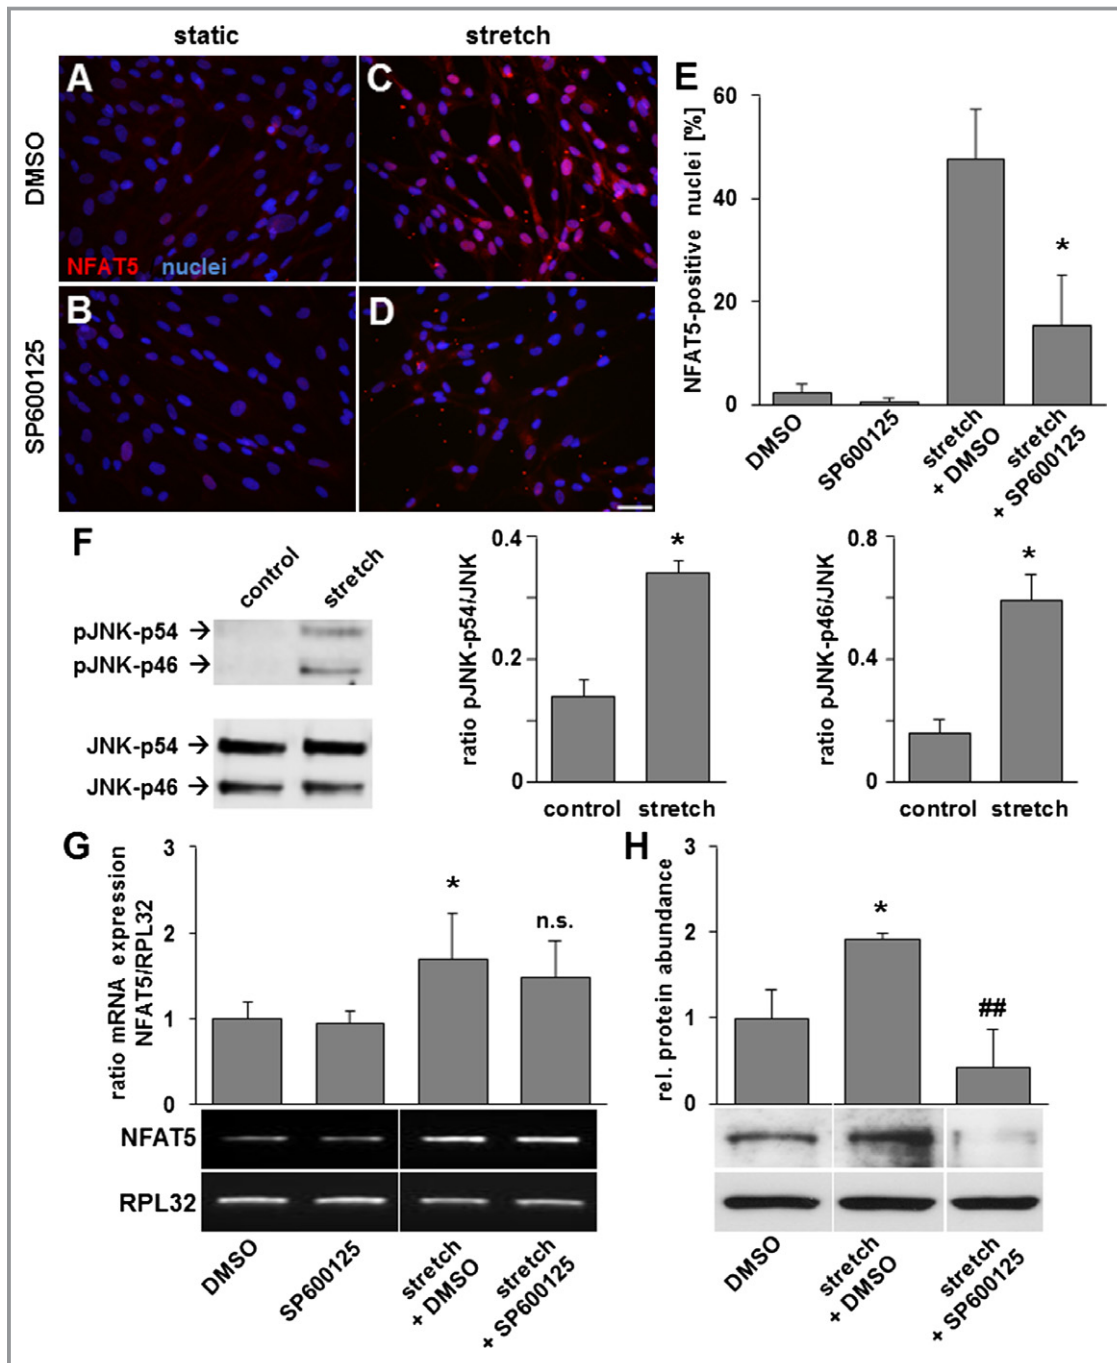 static
stretch
DMSO
SP600125
A
C
NFAT5 nuclei
B
D
E
NFAT5-positive nuclei [%]
60
40
20
0
DMSO
SP600125
stretch
+ DMSO
stretch
+ SP600125
*
F
control
stretch
pJNK-p54 →
pJNK-p46 →
JNK-p54 →
JNK-p46 →
ratio pJNK-p54/JNK
0.4
0.2
0
*
control stretch
ratio pJNK-p46/JNK
0.8
0.4
0
*
control stretch
G
ratio mRNA expression
NFAT5/RPL32
3
2
1
0
*
n.s.
NFAT5
RPL32
DMSO
SP600125
stretch
+ DMSO
stretch
+ SP600125
H
rel. protein abundance
3
2
1
0
*
##
DMSO
stretch
+ DMSO
stretch
+ SP600125